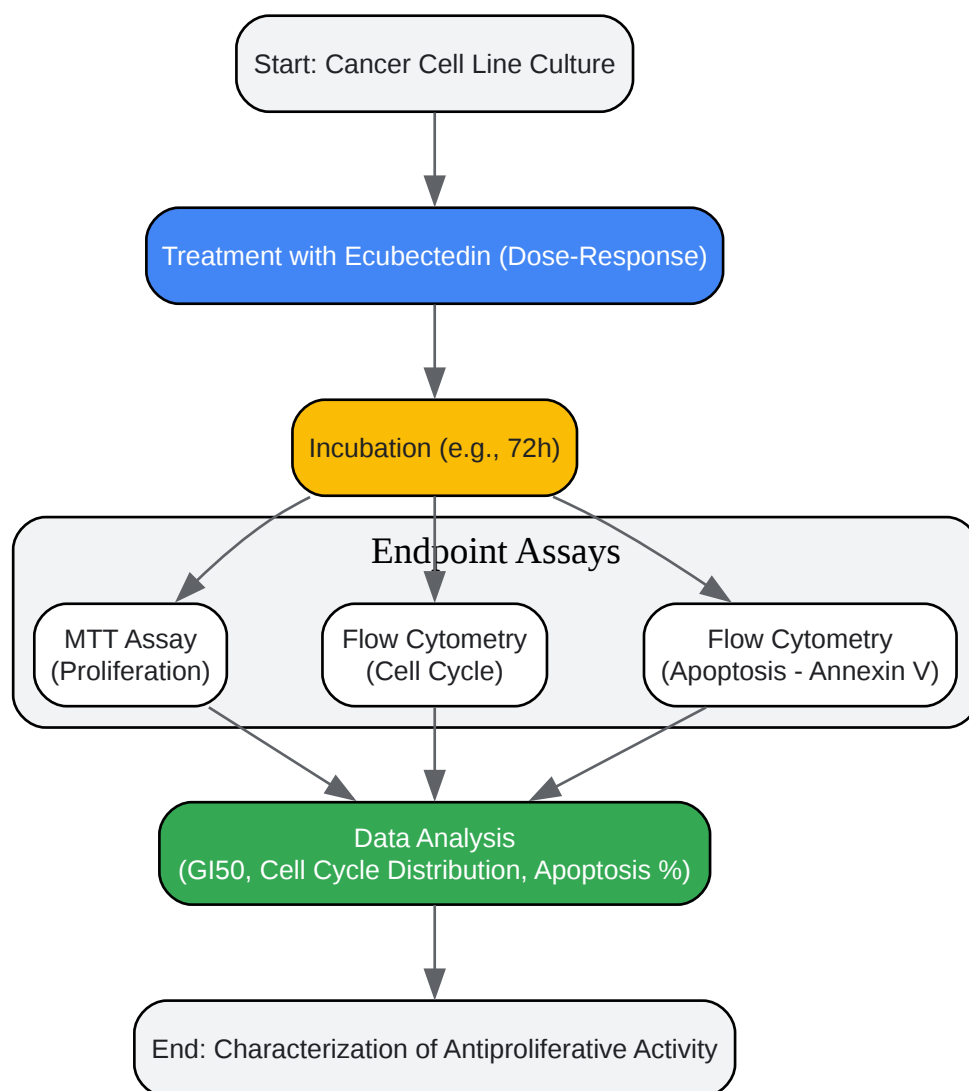 Start: Cancer Cell Line Culture
Treatment with Ecubectedin (Dose-Response)
Incubation (e.g., 72h)
Endpoint Assays
MTT Assay
(Proliferation)
Flow Cytometry
(Cell Cycle)
Flow Cytometry
(Apoptosis - Annexin V)
Data Analysis
(GI50, Cell Cycle Distribution, Apoptosis %)
End: Characterization of Antiproliferative Activity